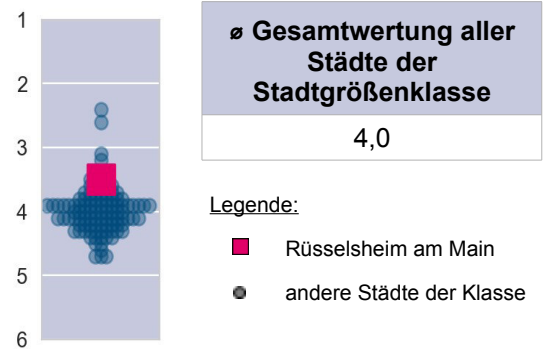 1
2
3
4
5
6
ø Gesamtwertung aller
Städte der
Stadtgrößenklasse
4,0
Legende:
Rüsselsheim am Main
andere Städte der Klasse